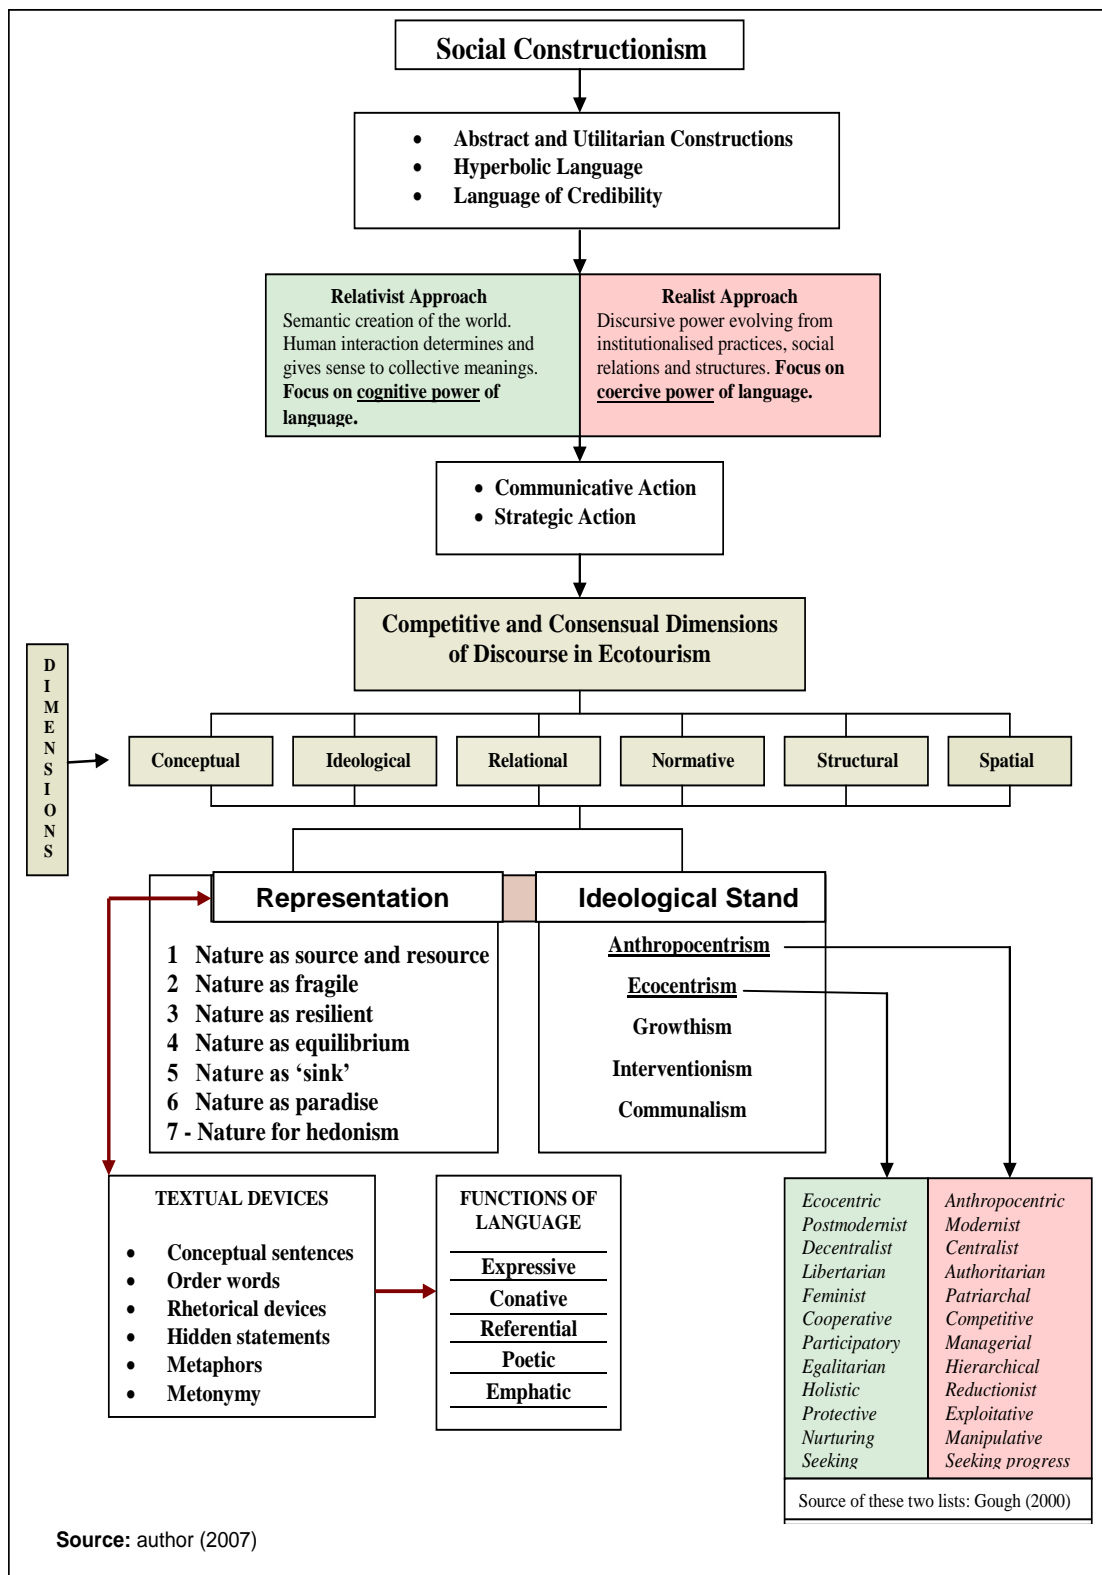 Social Constructionism
• Abstract and Utilitarian Constructions
• Hyperbolic Language
• Language of Credibility
Relativist Approach
Semantic creation of the world.
Human interaction determines and
gives sense to collective meanings.
Focus on cognitive power of
language.
Realist Approach
Discursive power evolving from
institutionalised practices, social
relations and structures. Focus on
coercive power of language.
• Communicative Action
• Strategic Action
Competitive and Consensual Dimensions
of Discourse in Ecotourism
DIMENSIONS
Conceptual
Ideological
Relational
Normative
Structural
Spatial
Representation
1 Nature as source and resource
2 Nature as fragile
3 Nature as resilient
4 Nature as equilibrium
5 Nature as ‘sink’
6 Nature as paradise
7 - Nature for hedonism
Ideological Stand
Anthropocentrism
Ecocentrism
Growthism
Interventionism
Communalism
TEXTUAL DEVICES
• Conceptual sentences
• Order words
• Rhetorical devices
• Hidden statements
• Metaphors
• Metonymy
FUNCTIONS OF
LANGUAGE
Expressive
Conative
Referential
Poetic
Emphatic
Ecocentric
Postmodernist
Decentralist
Libertarian
Feminist
Cooperative
Participatory
Egalitarian
Holistic
Protective
Nurturing
Seeking
Anthropocentric
Modernist
Centralist
Authoritarian
Patriarchal
Competitive
Managerial
Hierarchical
Reductionist
Exploitative
Manipulative
Seeking progress
Source of these two lists: Gough (2000)
Source: author (2007)